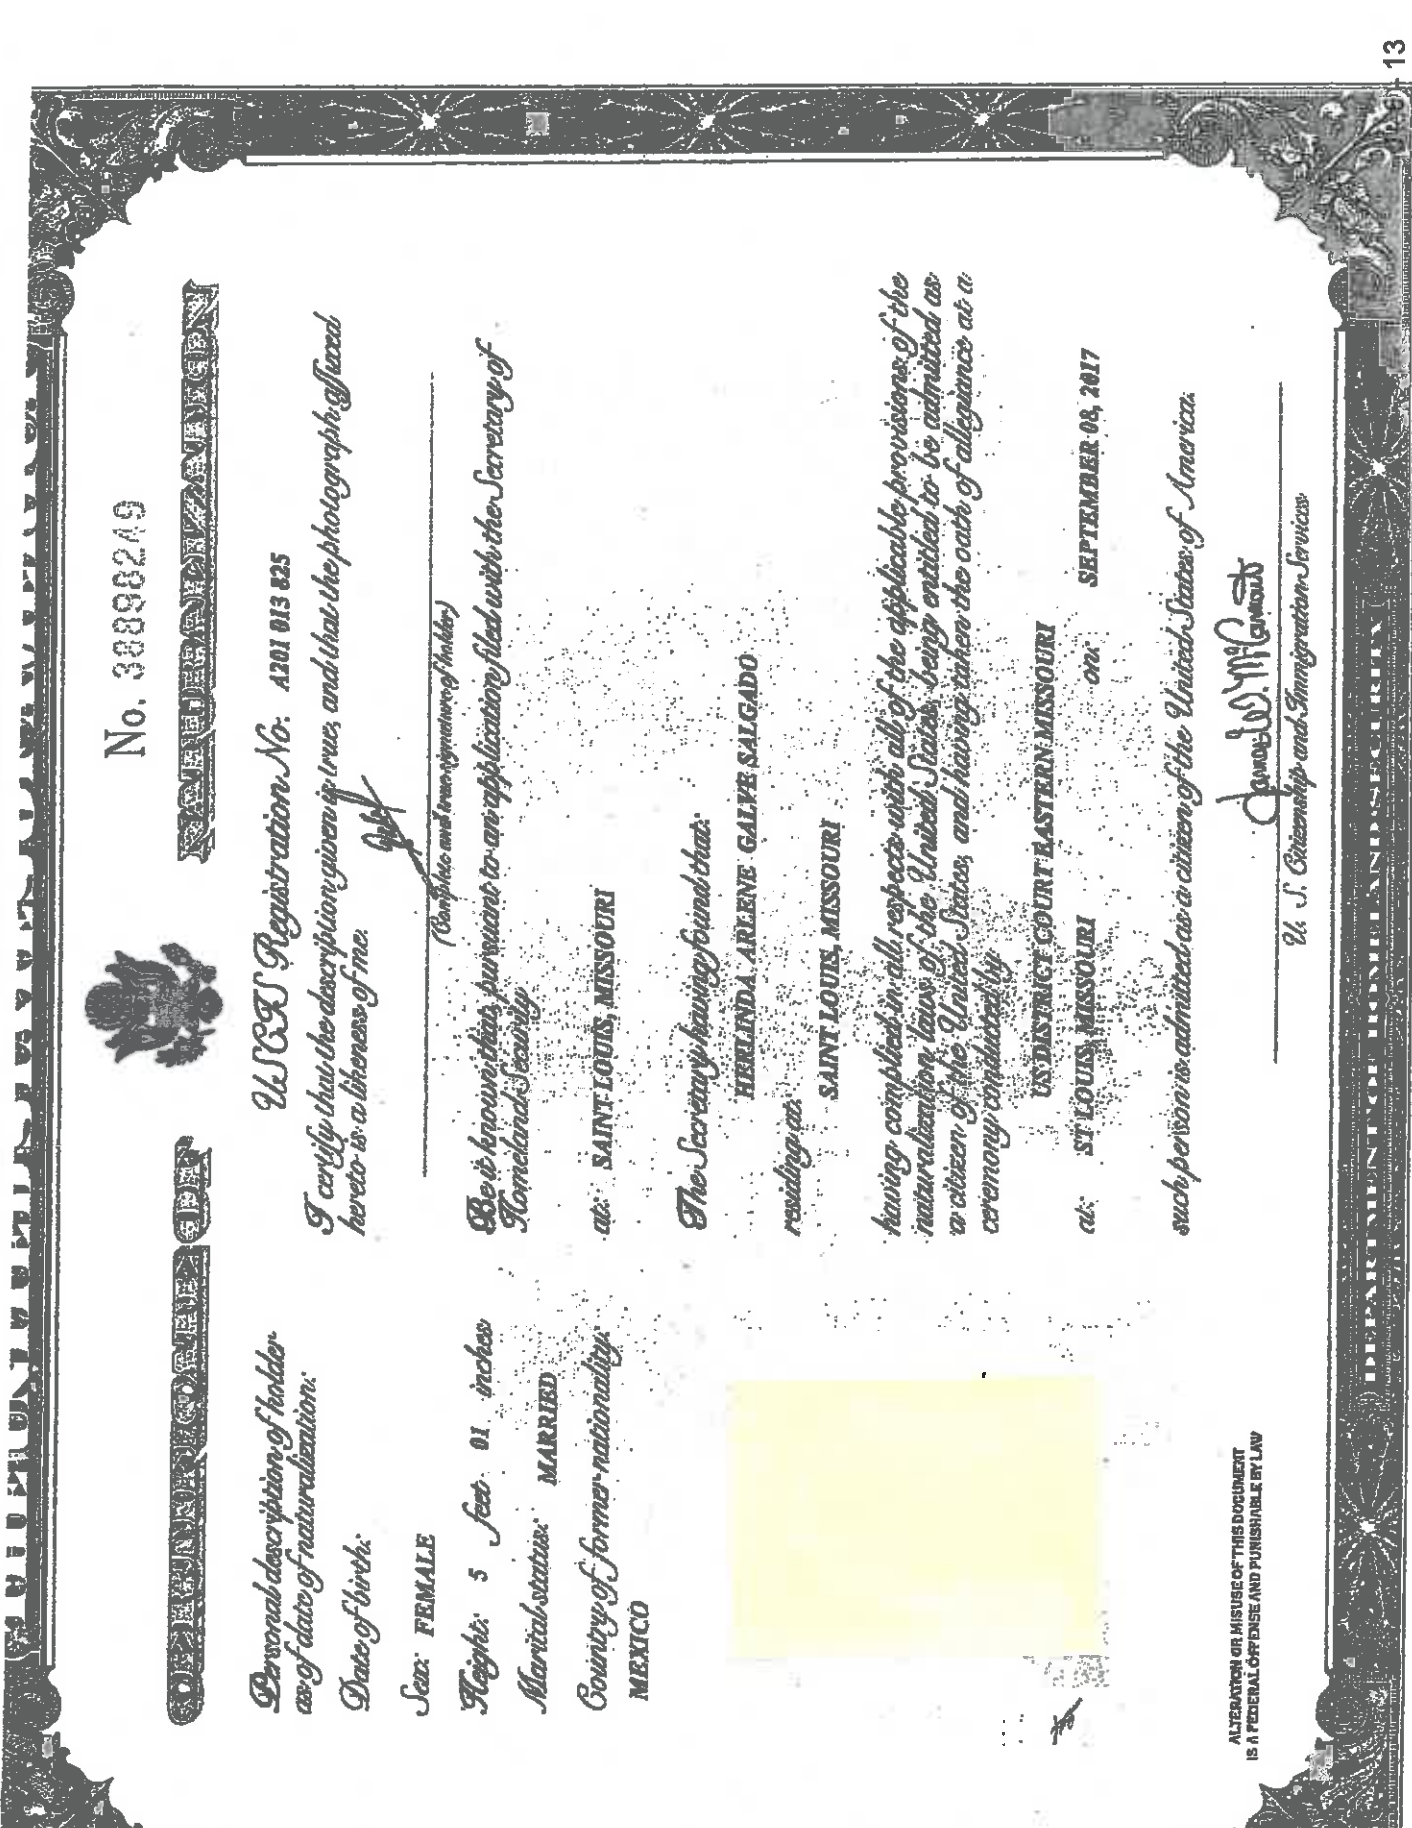 No. 38898249
CERTIFICATE OF NATURALIZATION
Personal description of holder
as of date of naturalization:
Date of birth:
Sex: FEMALE
Height: 5 feet 01 inches
Marital status: MARRIED
Country of former nationality:
MEXICO
USCIS Registration No. A201 013 825
I certify that the description given is true, and that the photograph affixed
hereto is a likeness of me.
(Complete and true signature of holder)
Be it known that, pursuant to an application filed with the Secretary of
Homeland Security
at: SAINT LOUIS, MISSOURI
The Secretary having found that:
HERLINDA ARLENE GALVE SALGADO
residing at:
SAINT LOUIS, MISSOURI
having complied in all respects with all of the applicable provisions of the
naturalization laws of the United States, being entitled to be admitted as
a citizen of the United States, and having taken the oath of allegiance at a
ceremony conducted by
US DISTRICT COURT EASTERN MISSOURI
at: ST LOUIS, MISSOURI on: SEPTEMBER 08, 2017
such person is admitted as a citizen of the United States of America.
U. S. Citizenship and Immigration Services
ALTERATION OR MISUSE OF THIS DOCUMENT
IS A FEDERAL OFFENSE AND PUNISHABLE BY LAW
DEPARTMENT OF HOMELAND SECURITY
13